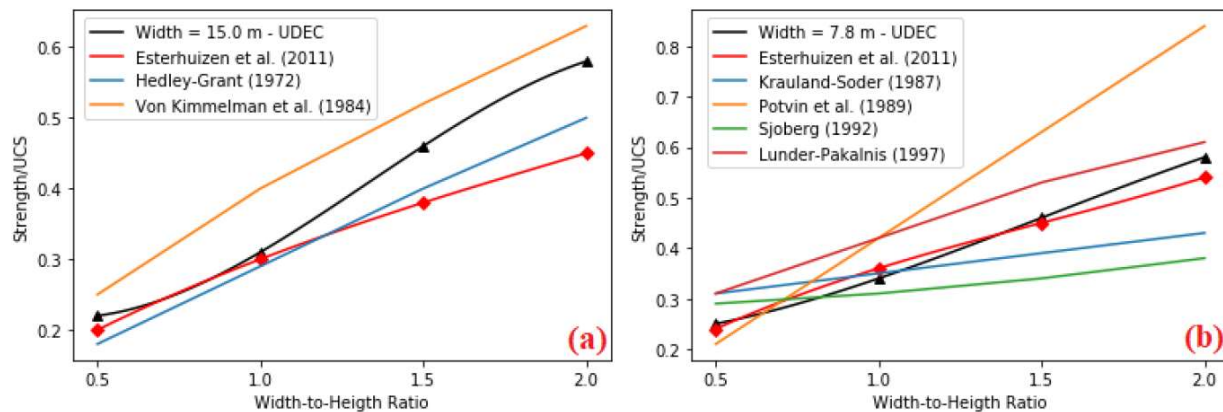 Width = 15.0 m - UDEC
Esterhuizen et al. (2011)
Hedley-Grant (1972)
Von Kimmelman et al. (1984)
Strength/UCS
0.6
0.5
0.4
0.3
0.2
0.5
1.0
1.5
2.0
Width-to-Heigth Ratio
(a)
Width = 7.8 m - UDEC
Esterhuizen et al. (2011)
Krauland-Soder (1987)
Potvin et al. (1989)
Sjoberg (1992)
Lunder-Pakalnis (1997)
Strength/UCS
0.8
0.7
0.6
0.5
0.4
0.3
0.2
0.5
1.0
1.5
2.0
Width-to-Heigth Ratio
(b)